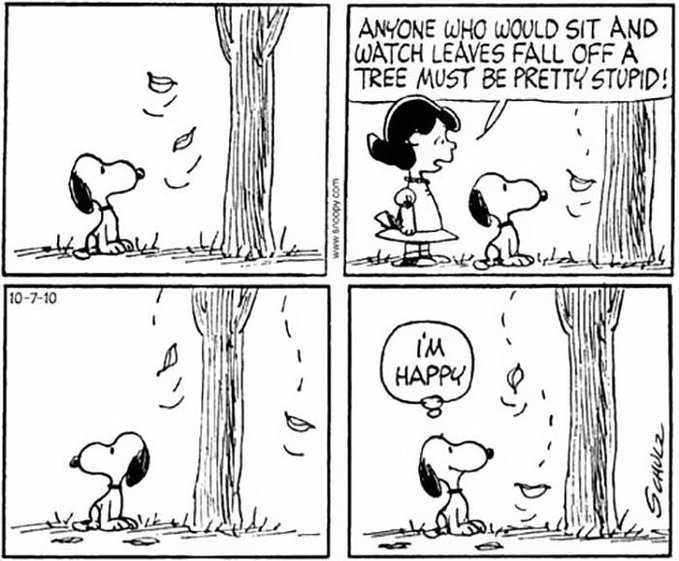 www.snoopy.com
ANYONE WHO WOULD SIT AND
WATCH LEAVES FALL OFF A
TREE MUST BE PRETTY STUPID!
10-7-10
I'M
HAPPY
SCHULZ